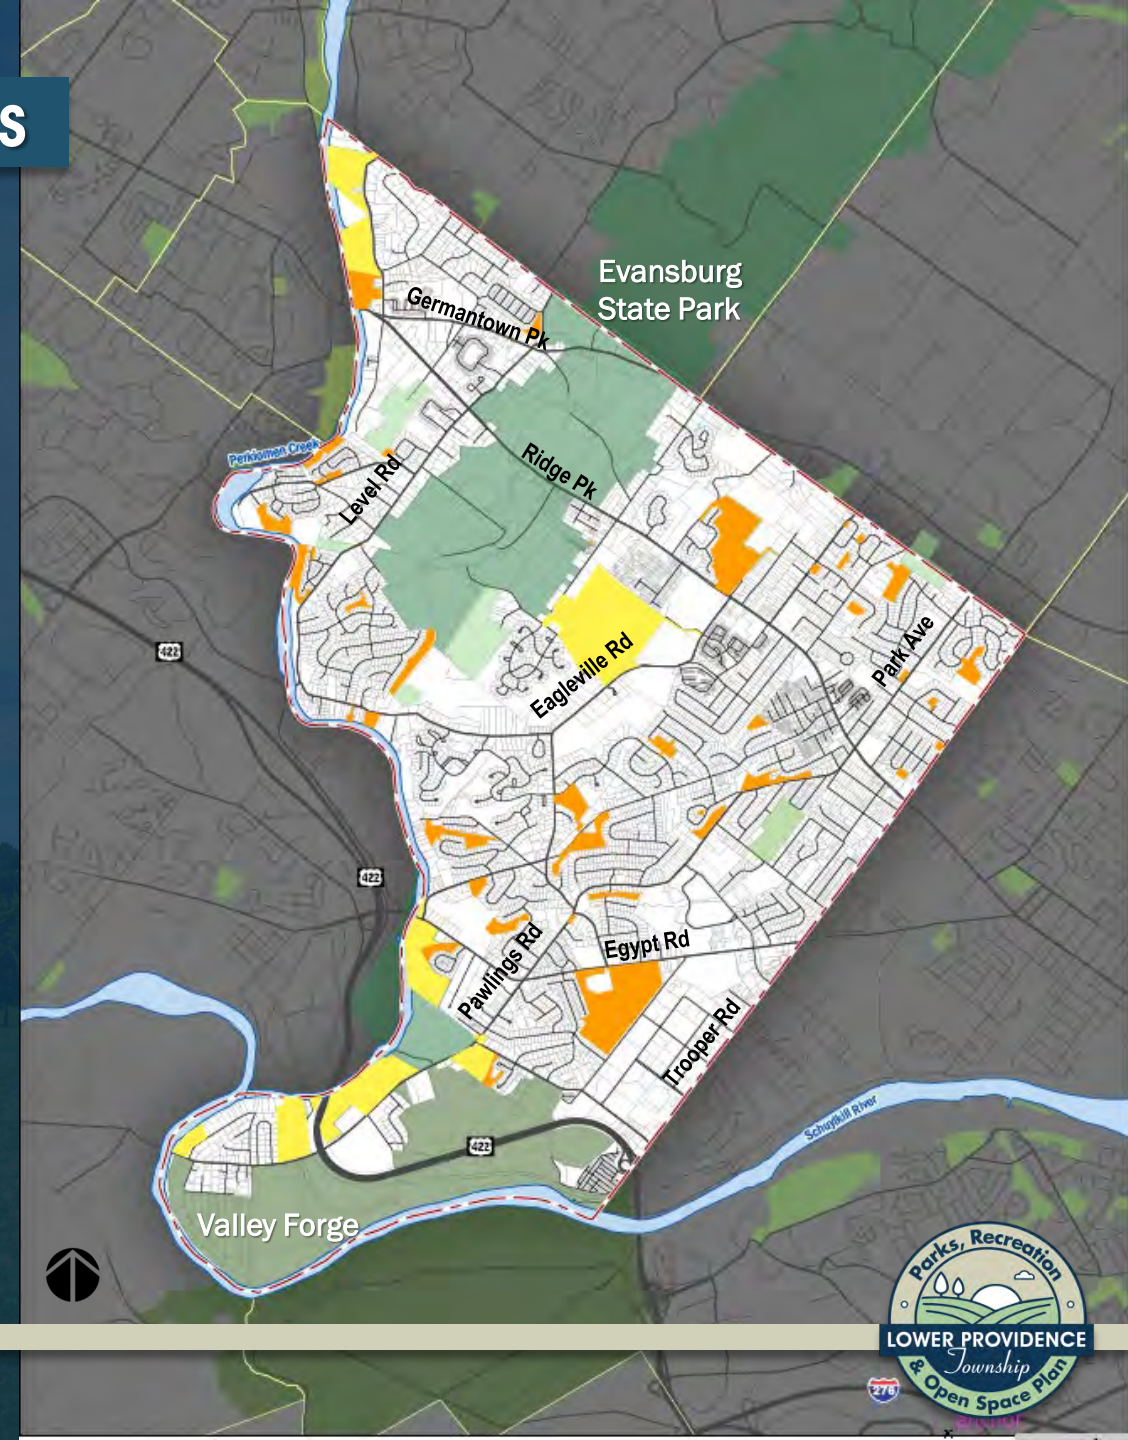 S
Evansburg
State Park
Germantown Pk
Ridge Pk
Perkiomen Creek
Level Rd
Park Ave
422
Eagleville Rd
422
Pawlings Rd
Egypt Rd
Trooper Rd
Schuylkill River
422
Valley Forge
Parks, Recreation
LOWER PROVIDENCE
Township
& Open Space Plan
276